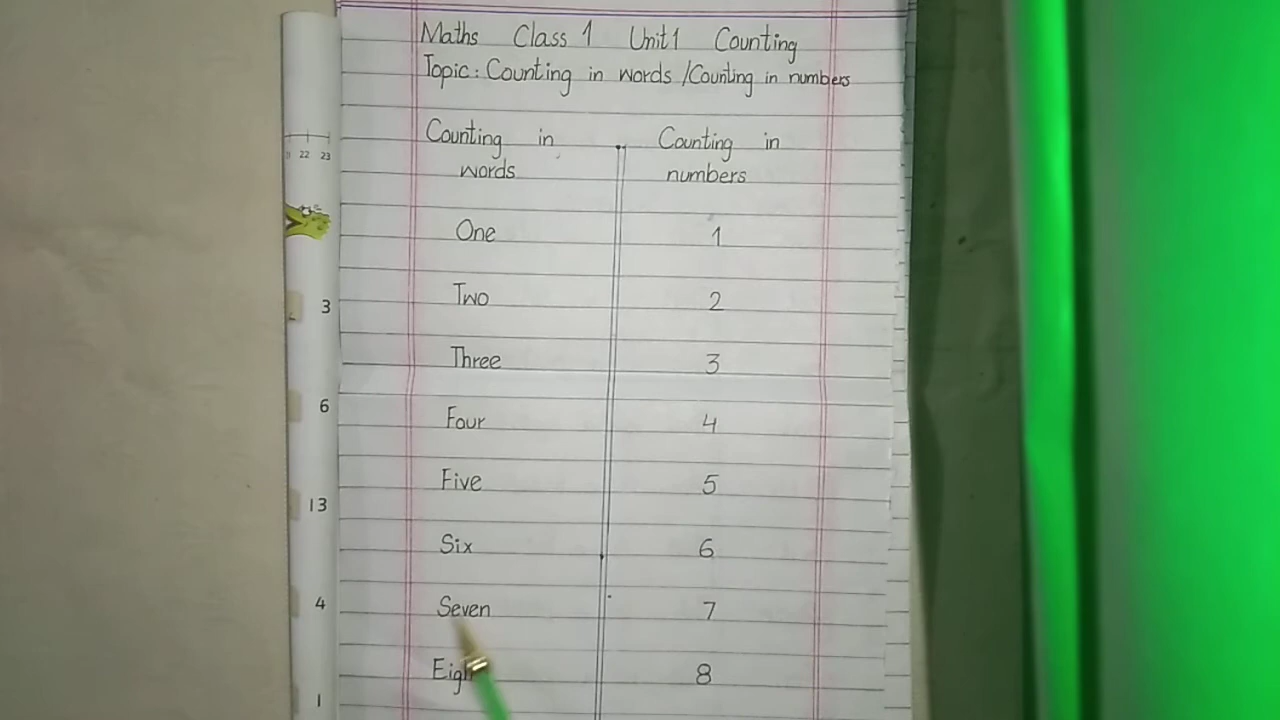 Maths Class 1 Unit 1 Counting
Topic: Counting in words /Counting in numbers
Counting in words
Counting in numbers
One 1
Two 2
Three 3
Four 4
Five 5
Six 6
Seven 7
8
22 23
3
6
13
4
1